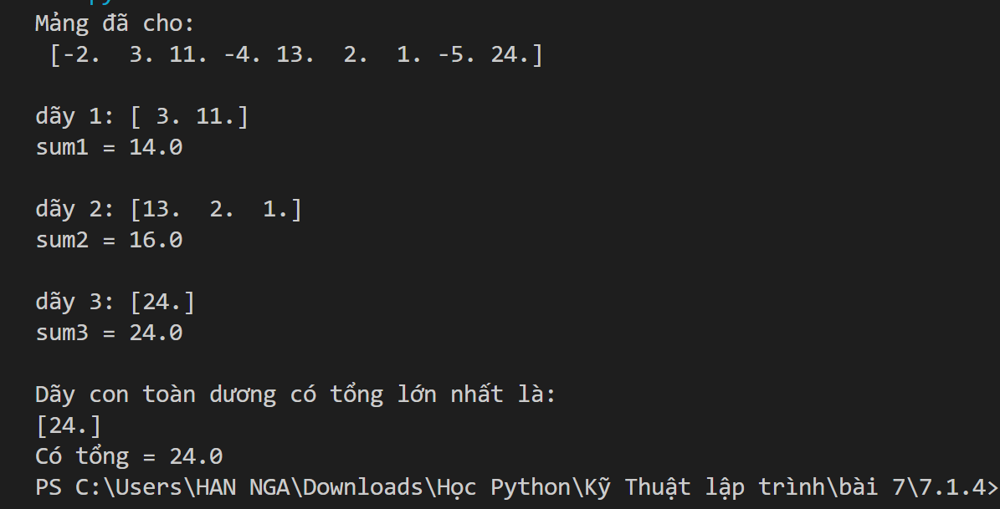 Mảng đã cho:
[-2.  3. 11. -4. 13.  2.  1. -5. 24.]
dãy 1: [ 3. 11.]
sum1 = 14.0
dãy 2: [13.  2.  1.]
sum2 = 16.0
dãy 3: [24.]
sum3 = 24.0
Dãy con toàn dương có tổng lớn nhất là:
[24.]
Có tổng = 24.0
PS C:\Users\HAN NGA\Downloads\Học Python\Kỹ Thuật lập trình\bài 7\7.1.4>